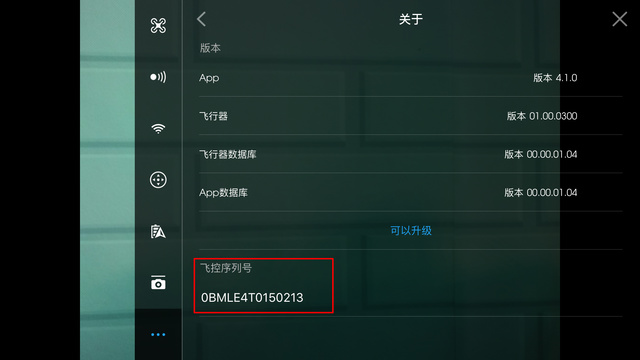 关于
版本
App 版本 4.1.0
飞行器 版本 01.00.0300
飞行器数据库 版本 00.00.01.04
App数据库 版本 00.00.01.04
可以升级
飞控序列号
0BMLE4T0150213